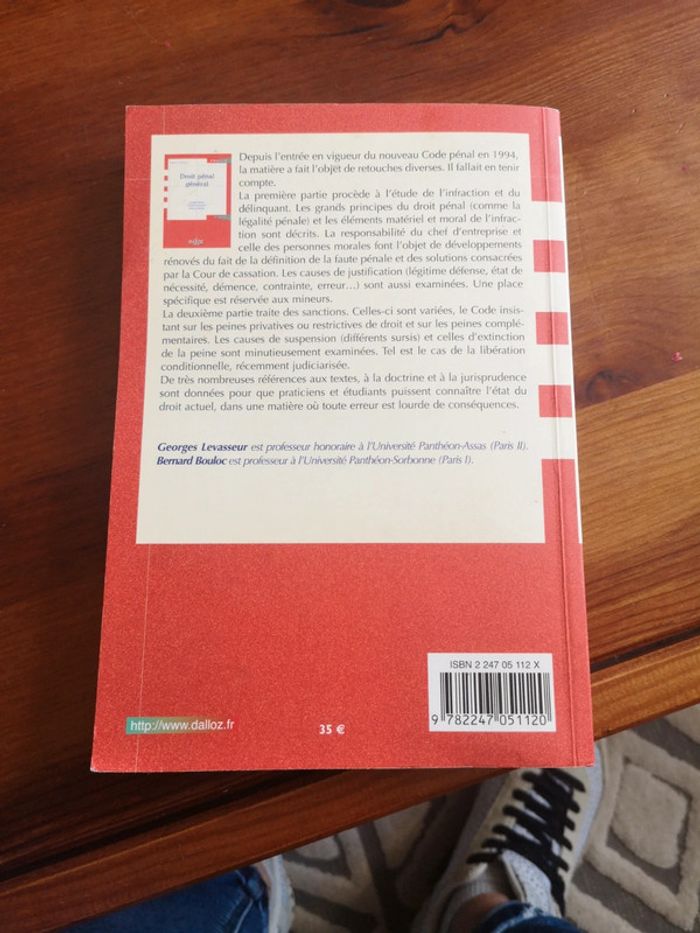 Depuis l'entrée en vigueur du nouveau Code pénal en 1994,
la matière a fait l'objet de retouches diverses. Il fallait en tenir
compte.
Droit pénal
général
La première partie procède à l'étude de l'infraction et du
délinquant. Les grands principes du droit pénal (comme la
légalité pénale) et les éléments matériel et moral de l'infrac-
tion sont décrits. La responsabilité du chef d'entreprise et
celle des personnes morales font l'objet de développements
rénovés du fait de la définition de la faute pénale et des solutions consacrées
par la Cour de cassation. Les causes de justification (légitime défense, état de
nécessité, démence, contrainte, erreur...) sont aussi examinées. Une place
spécifique est réservée aux mineurs.
La deuxième partie traite des sanctions. Celles-ci sont variées, le Code insis-
tant sur les peines privatives ou restrictives de droit et sur les peines complé-
mentaires. Les causes de suspension (différents sursis) et celles d'extinction
de la peine sont minutieusement examinées. Tel est le cas de la libération
conditionnelle, récemment judiciarisée.
De très nombreuses références aux textes, à la doctrine et à la jurisprudence
sont données pour que praticiens et étudiants puissent connaître l'état du
droit actuel, dans une matière où toute erreur est lourde de conséquences.
Georges Levasseur est professeur honoraire à l'Université Panthéon-Assas (Paris II).
Bernard Bouloc est professeur à l'Université Panthéon-Sorbonne (Paris I).
ISBN 2 247 05 112 X
9 782247 051120
http://www.dalloz.fr
35 €